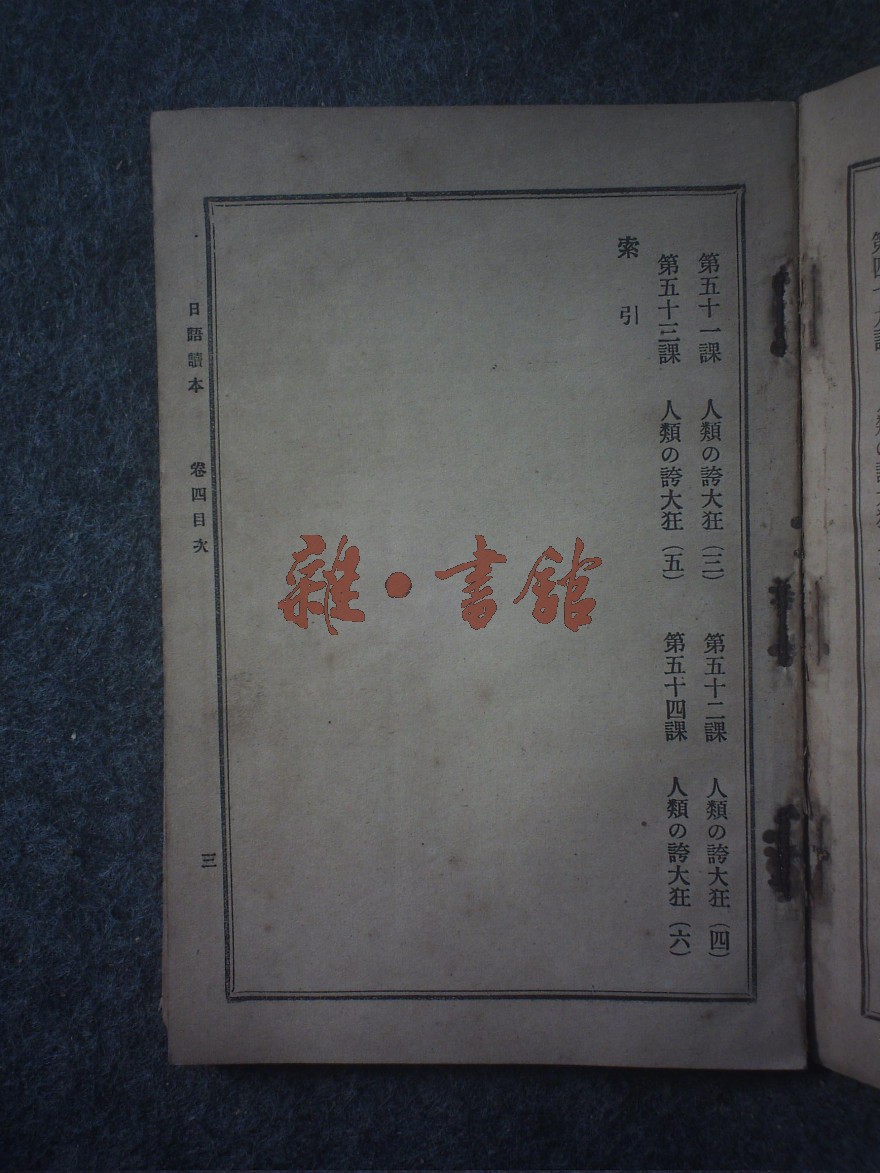 第五十一課　人類の誇大狂（三）　第五十二課　人類の誇大狂（四）
第五十三課　人類の誇大狂（五）　第五十四課　人類の誇大狂（六）
索引
日語讀本　卷四目次　三
雜・書館